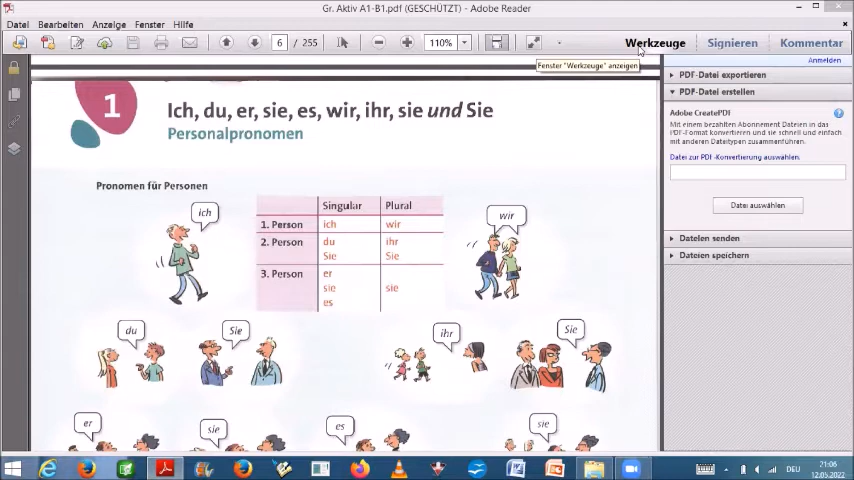 Gr. Aktiv A1-B1.pdf (GESCHÜTZT) - Adobe Reader
Datei Bearbeiten Anzeige Fenster Hilfe
6 / 255 110% Werkzeuge Signieren Kommentar
Fenster "Werkzeuge" anzeigen
Anmelden
PDF-Datei exportieren
PDF-Datei erstellen
Adobe CreatePDF
Mit einem bezahlten Abonnement Dateien in das
PDF-Format konvertieren und sie schnell und einfach
mit anderen Dateitypen zusammenführen.
Datei zur PDF-Konvertierung auswählen:
Datei auswählen
Dateien senden
Dateien speichern
1
Ich, du, er, sie, es, wir, ihr, sie und Sie
Personalpronomen
Pronomen für Personen
Singular Plural
1. Person ich wir
2. Person du ihr
Sie Sie
3. Person er
sie sie
es
ich
wir
du
Sie
ihr
Sie
er
sie
es
sie
DEU
21:06
12.05.2022